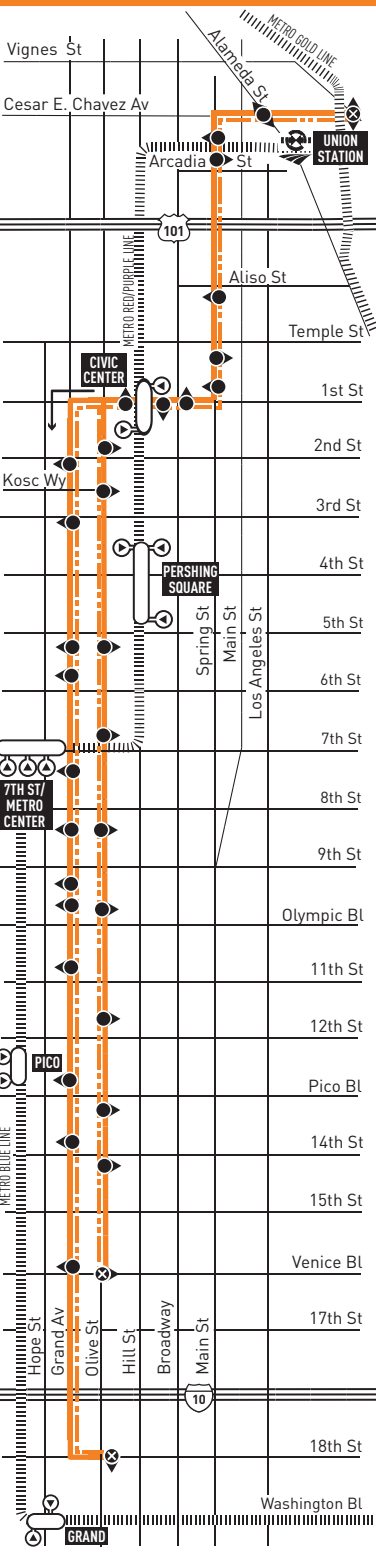 METRO GOLD LINE
Vignes St
Alameda St
Cesar E. Chavez Av
UNION
STATION
Arcadia St
101
METRO RED/PURPLE LINE
Aliso St
Temple St
CIVIC
CENTER
1st St
2nd St
Kosc Wy
3rd St
4th St
PERSHING
SQUARE
Spring St
Main St
Los Angeles St
5th St
6th St
7th St
7TH ST/
METRO
CENTER
8th St
9th St
Olympic Bl
11th St
12th St
PICO
Pico Bl
METRO BLUE LINE
14th St
15th St
Venice Bl
Hope St
Grand Av
Olive St
Hill St
Broadway
Main St
17th St
10
18th St
Washington Bl
GRAND